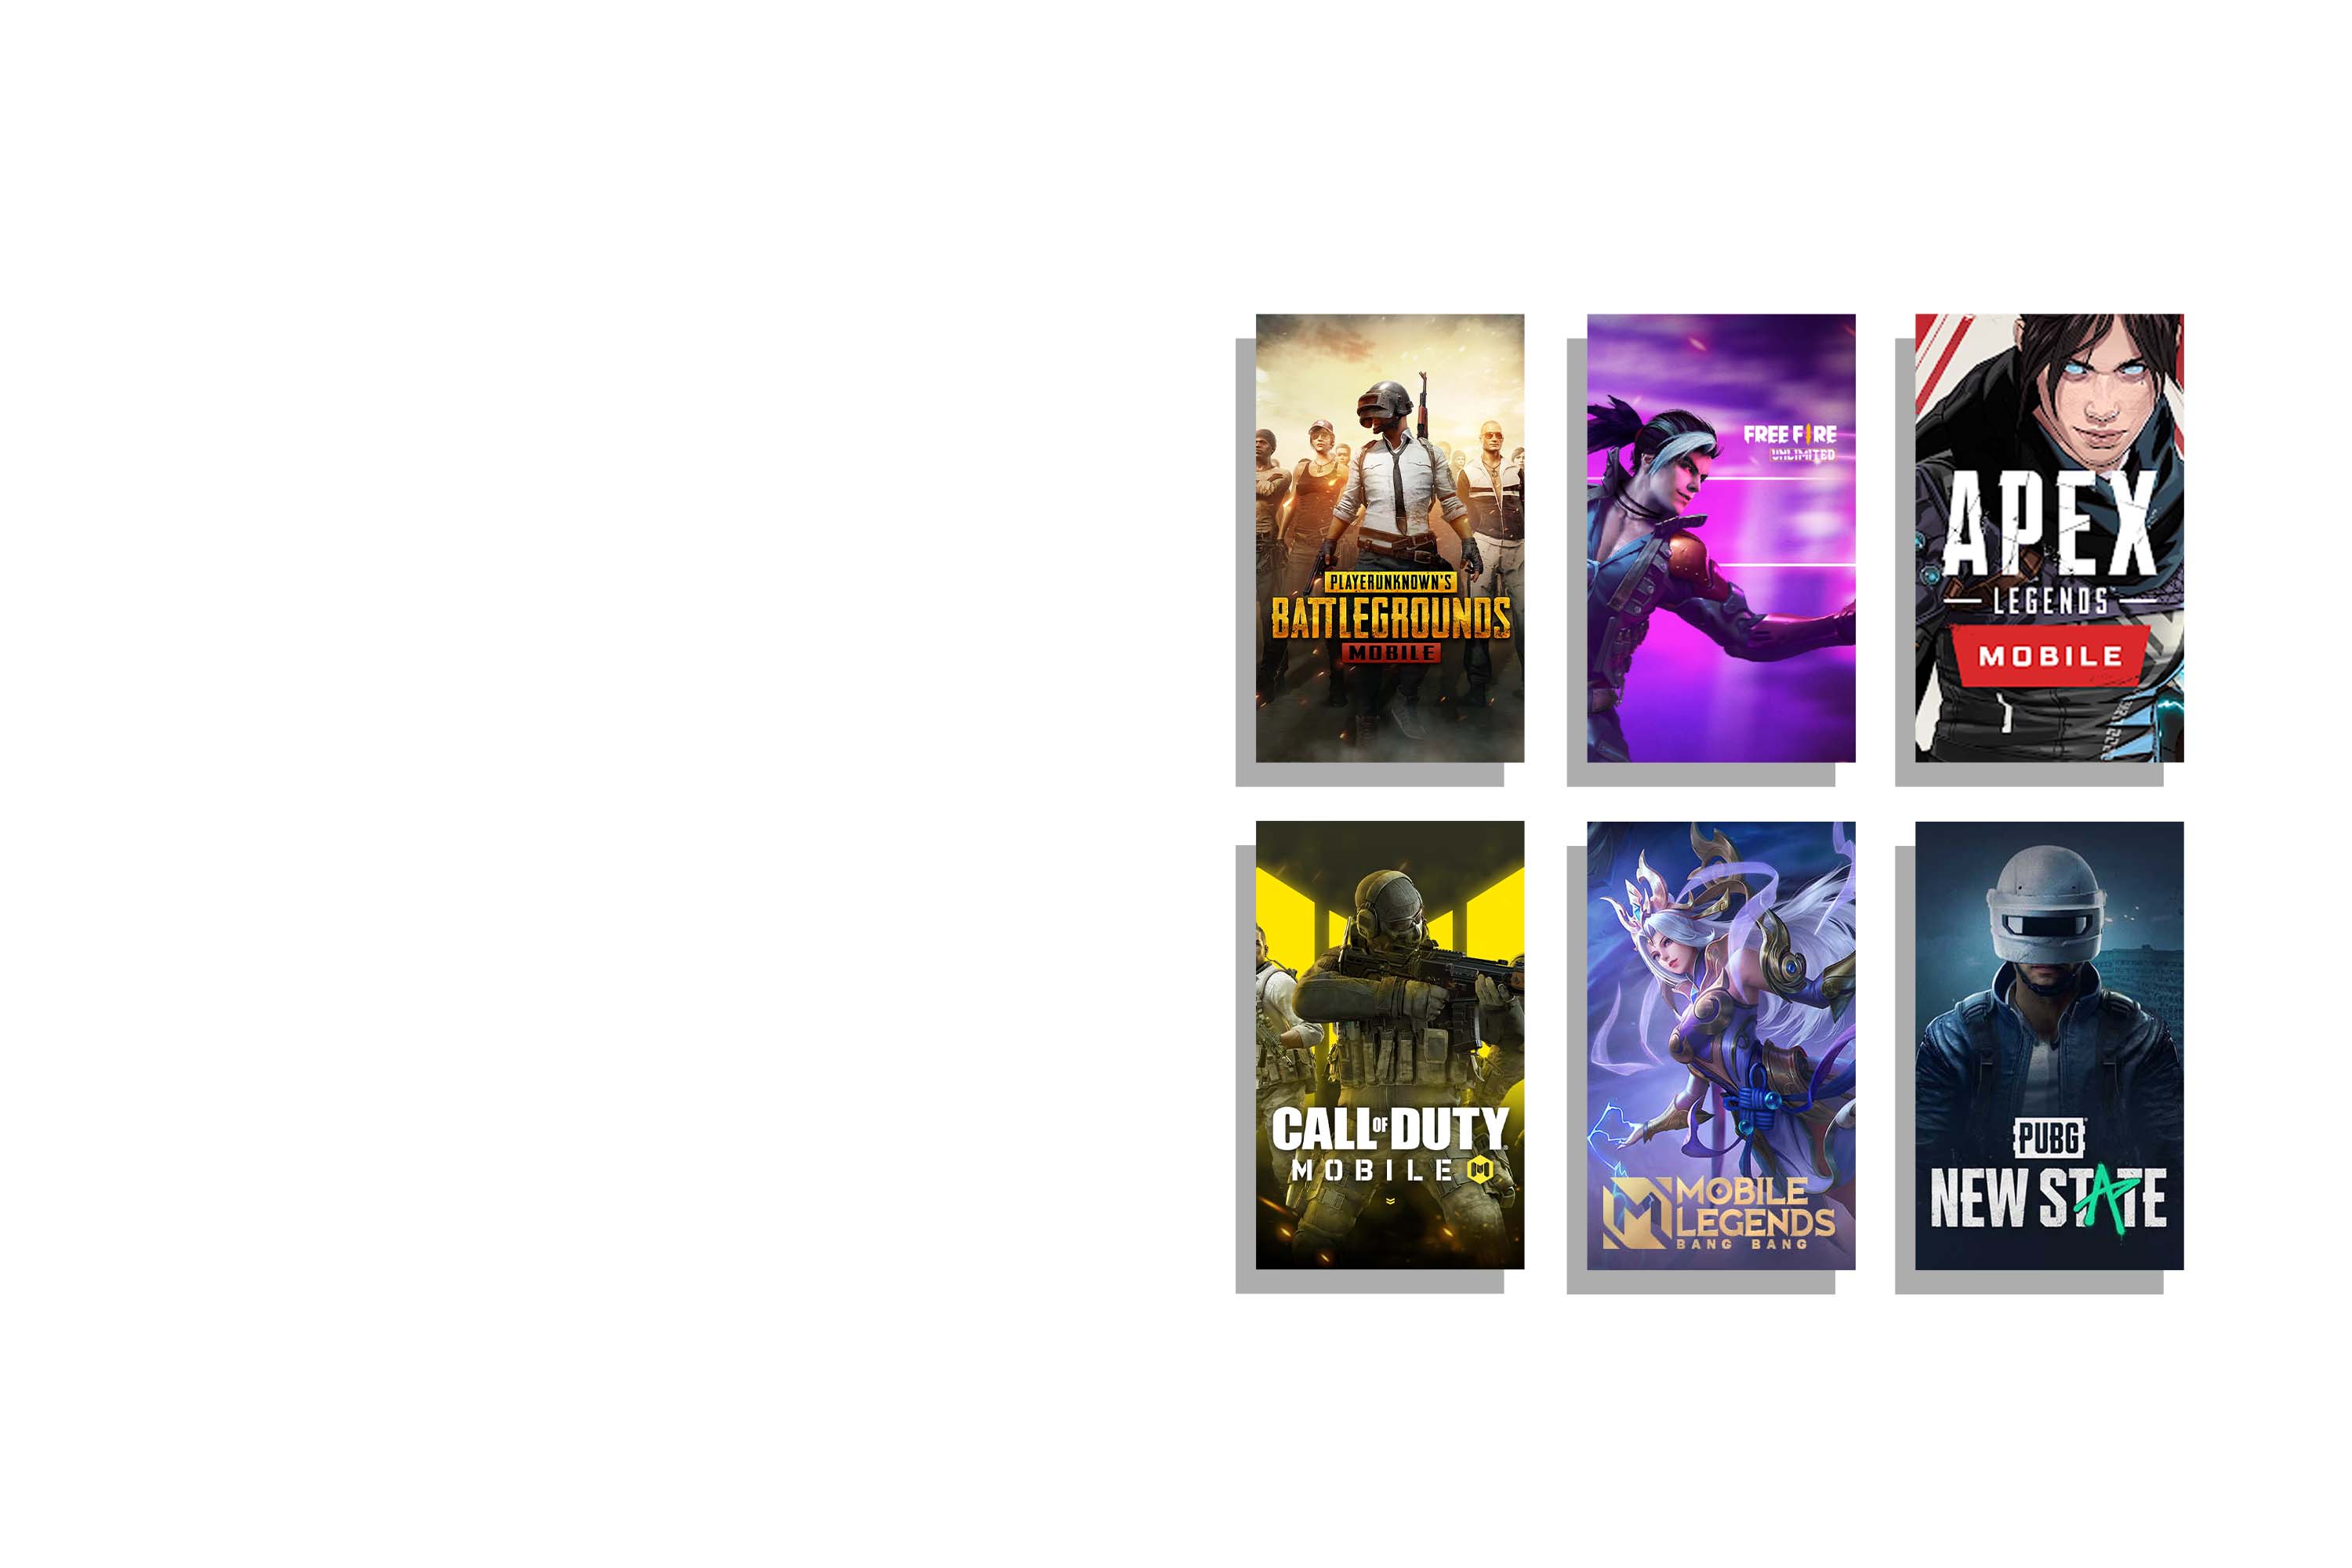 PLAYERUNKNOWN'S
BATTLEGROUNDS
MOBILE
FREE FIRE
UNLIMITED
APEX
LEGENDS
MOBILE
CALL OF DUTY
MOBILE
MOBILE
LEGENDS
BANG BANG
PUBG
NEW STATE